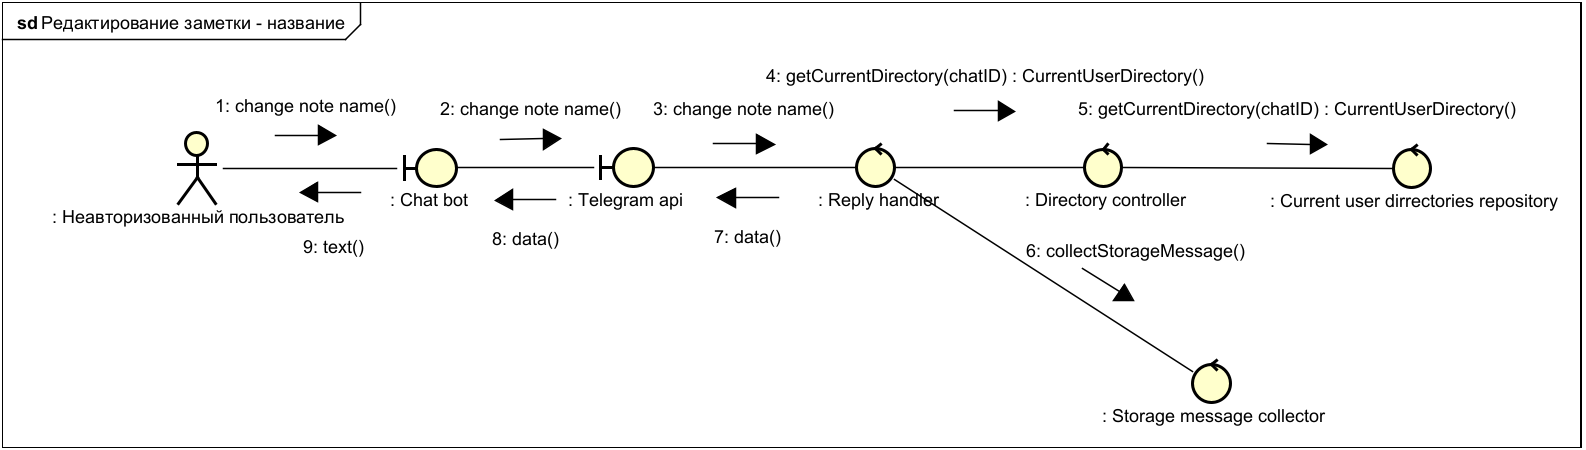 sd Редактирование заметки - название
4: getCurrentDirectory(chatID) : CurrentUserDirectory()
1: change note name()
2: change note name()
3: change note name()
5: getCurrentDirectory(chatID) : CurrentUserDirectory()
: Неавторизованный пользователь
: Chat bot
: Telegram api
: Reply handler
: Directory controller
: Current user dirrectories repository
9: text()
8: data()
7: data()
6: collectStorageMessage()
: Storage message collector